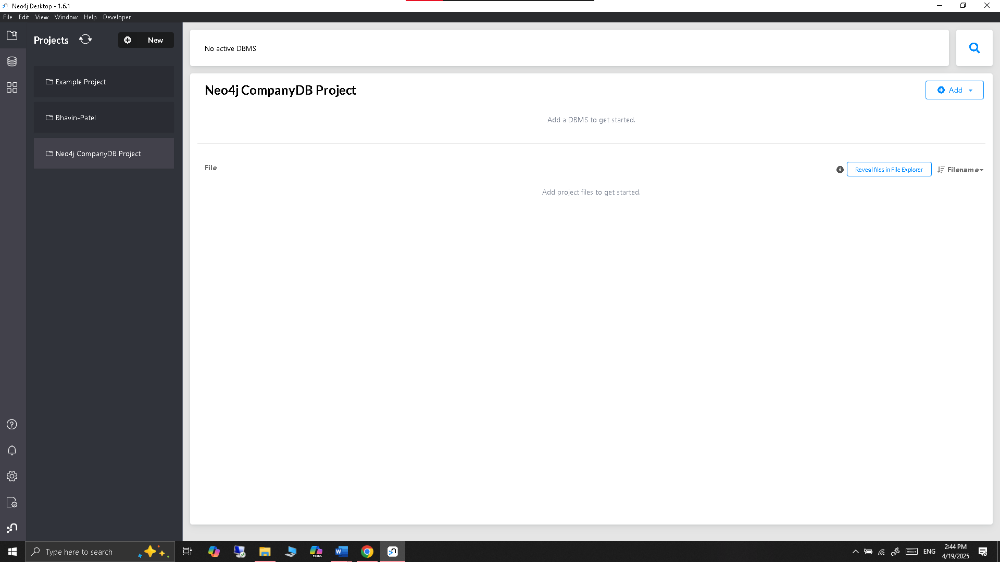 Neo4j Desktop - 1.6.1
File Edit View Window Help Developer
Projects
New
Example Project
Bhavin-Patel
Neo4j CompanyDB Project
No active DBMS
Neo4j CompanyDB Project
Add
Add a DBMS to get started.
File
Reveal files in File Explorer
Filename
Add project files to get started.
Type here to search
M365
ENG
2:44 PM
4/19/2025